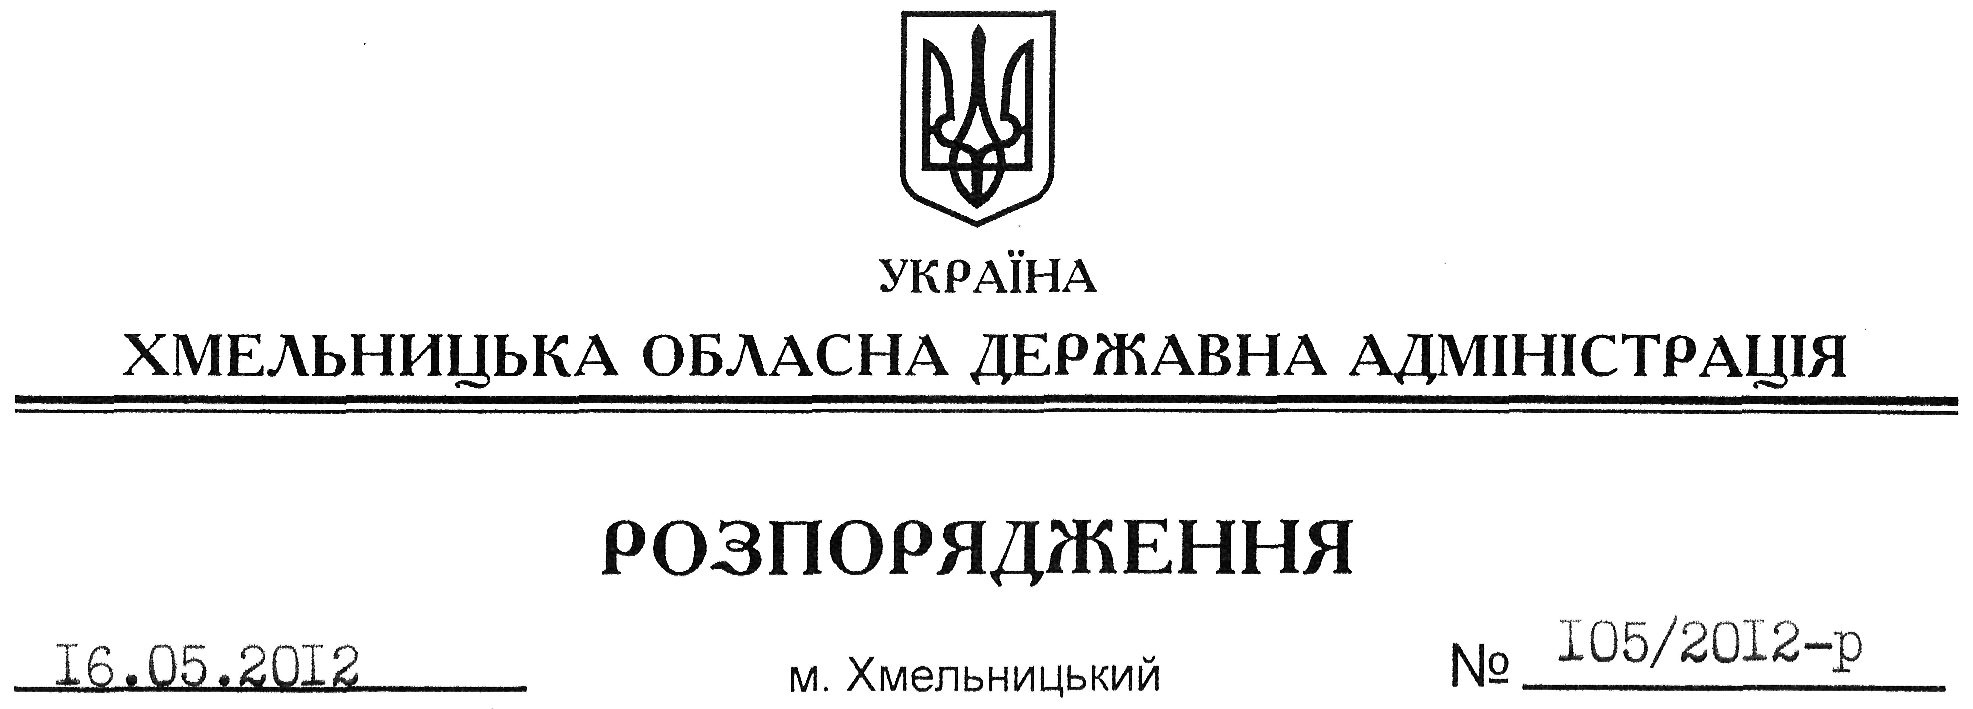 УКРАЇНА
ХМЕЛЬНИЦЬКА ОБЛАСНА ДЕРЖАВНА АДМІНІСТРАЦІЯ
РОЗПОРЯДЖЕННЯ
16.05.2012 м. Хмельницький № 105/2012-р